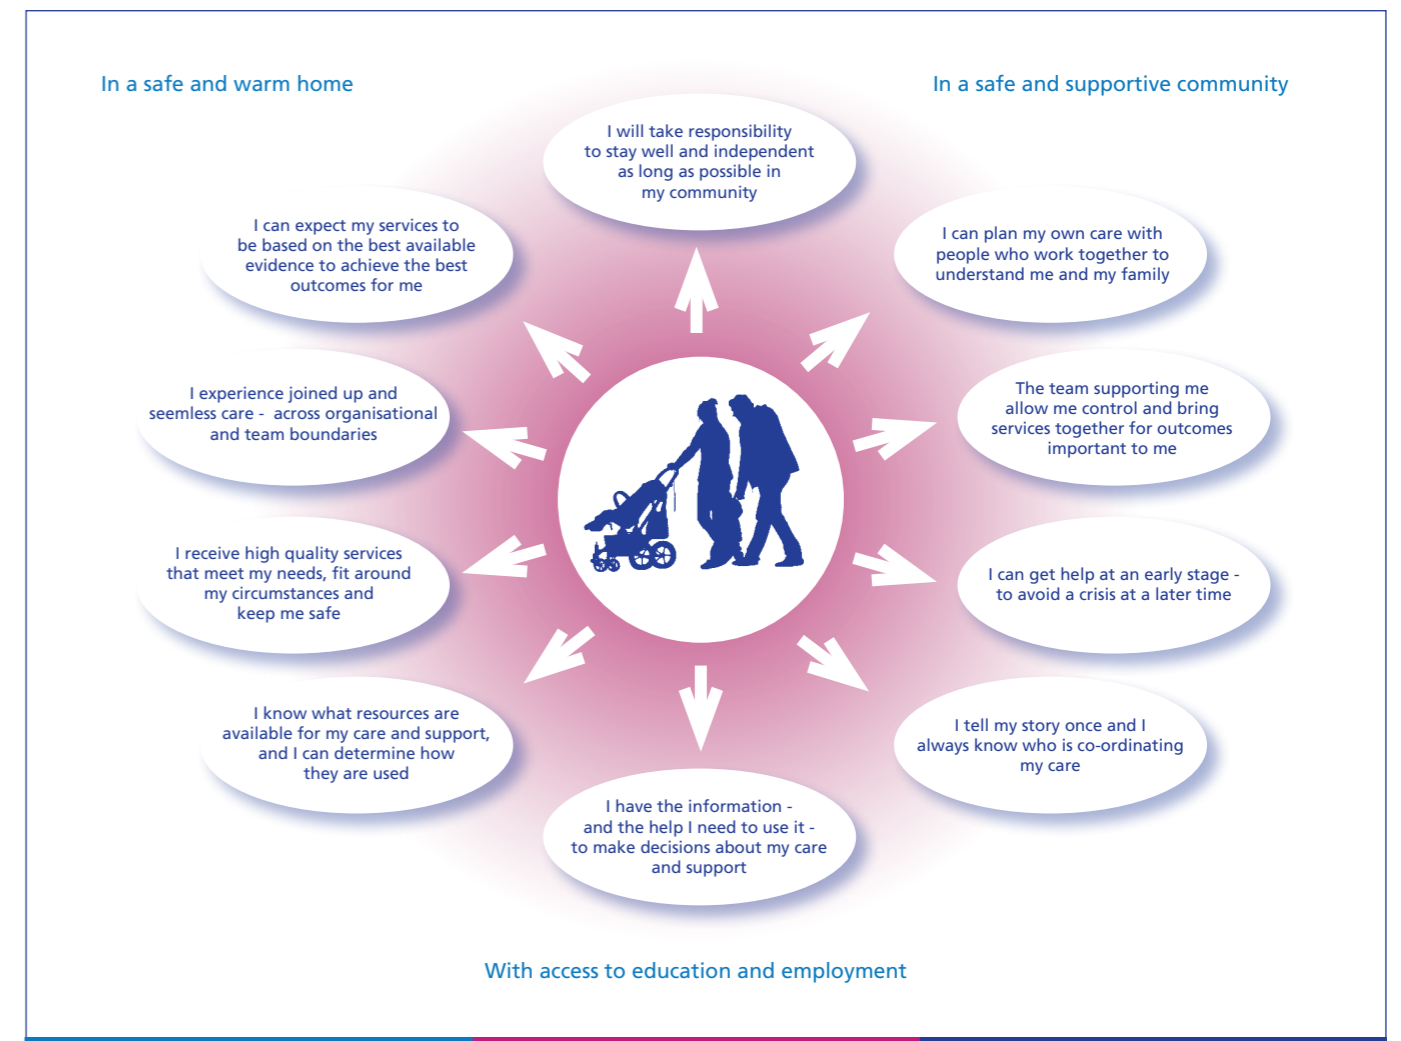 In a safe and warm home
In a safe and supportive community
I will take responsibility
to stay well and independent
as long as possible in
my community
I can plan my own care with
people who work together to
understand me and my family
The team supporting me
allow me control and bring
services together for outcomes
important to me
I can get help at an early stage -
to avoid a crisis at a later time
I tell my story once and I
always know who is co-ordinating
my care
I have the information -
and the help I need to use it -
to make decisions about my care
and support
I know what resources are
available for my care and support,
and I can determine how
they are used
I receive high quality services
that meet my needs, fit around
my circumstances and
keep me safe
I experience joined up and
seemless care - across organisational
and team boundaries
I can expect my services to
be based on the best available
evidence to achieve the best
outcomes for me
With access to education and employment